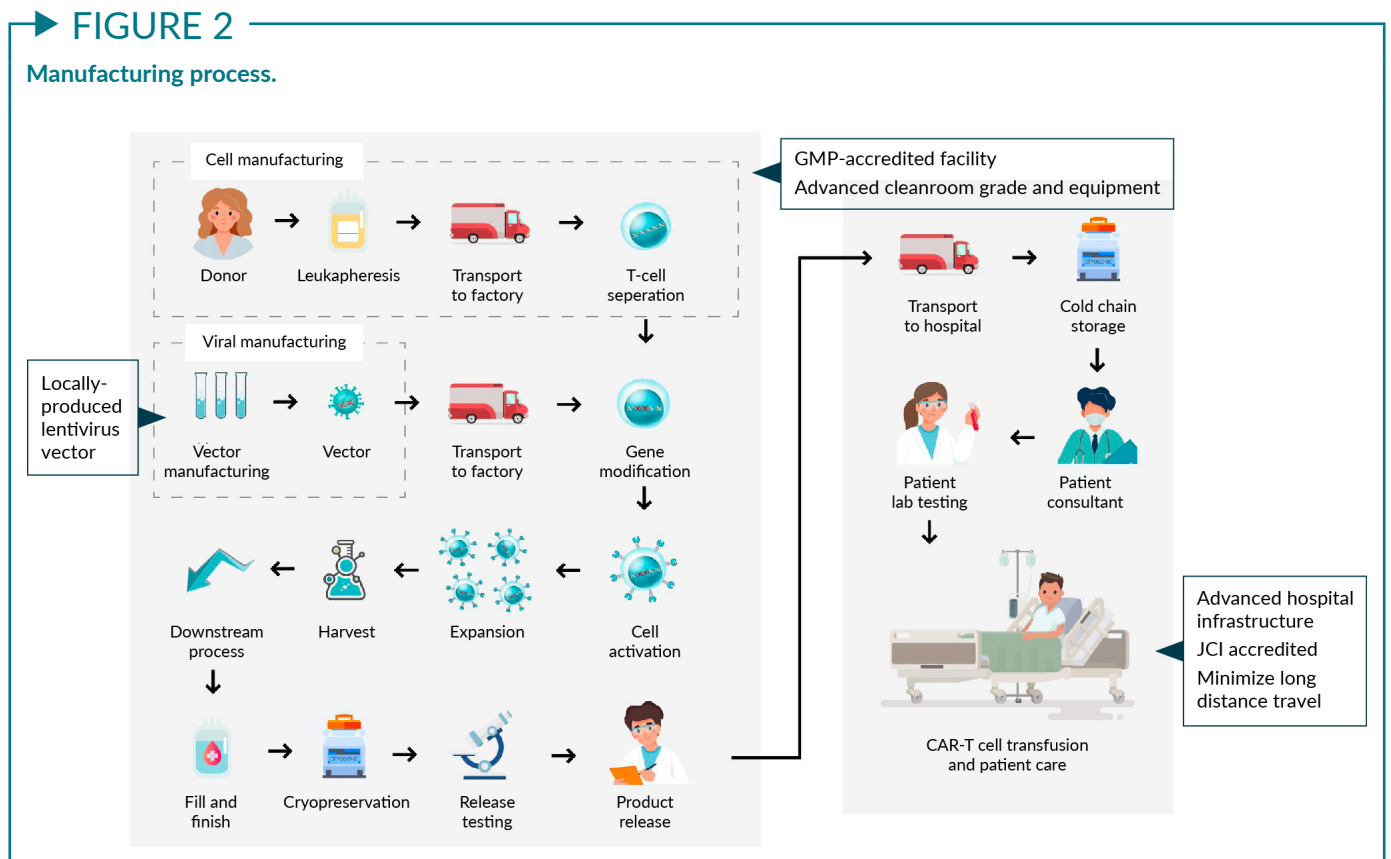 FIGURE 2
Manufacturing process.
Cell manufacturing
Donor
Leukapheresis
Transport
to factory
T-cell
seperation
GMP-accredited facility
Advanced cleanroom grade and equipment
Viral manufacturing
Locally-
produced
lentivirus
vector
Vector
manufacturing
Vector
Transport
to factory
Gene
modification
Downstream
process
Harvest
Expansion
Cell
activation
Fill and
finish
CRYOGENIC
Cryopreservation
Release
testing
Product
release
Transport
to hospital
CRYOGENIC
Cold chain
storage
Patient
lab testing
Patient
consultant
CAR-T cell transfusion
and patient care
Advanced hospital
infrastructure
JCI accredited
Minimize long
distance travel